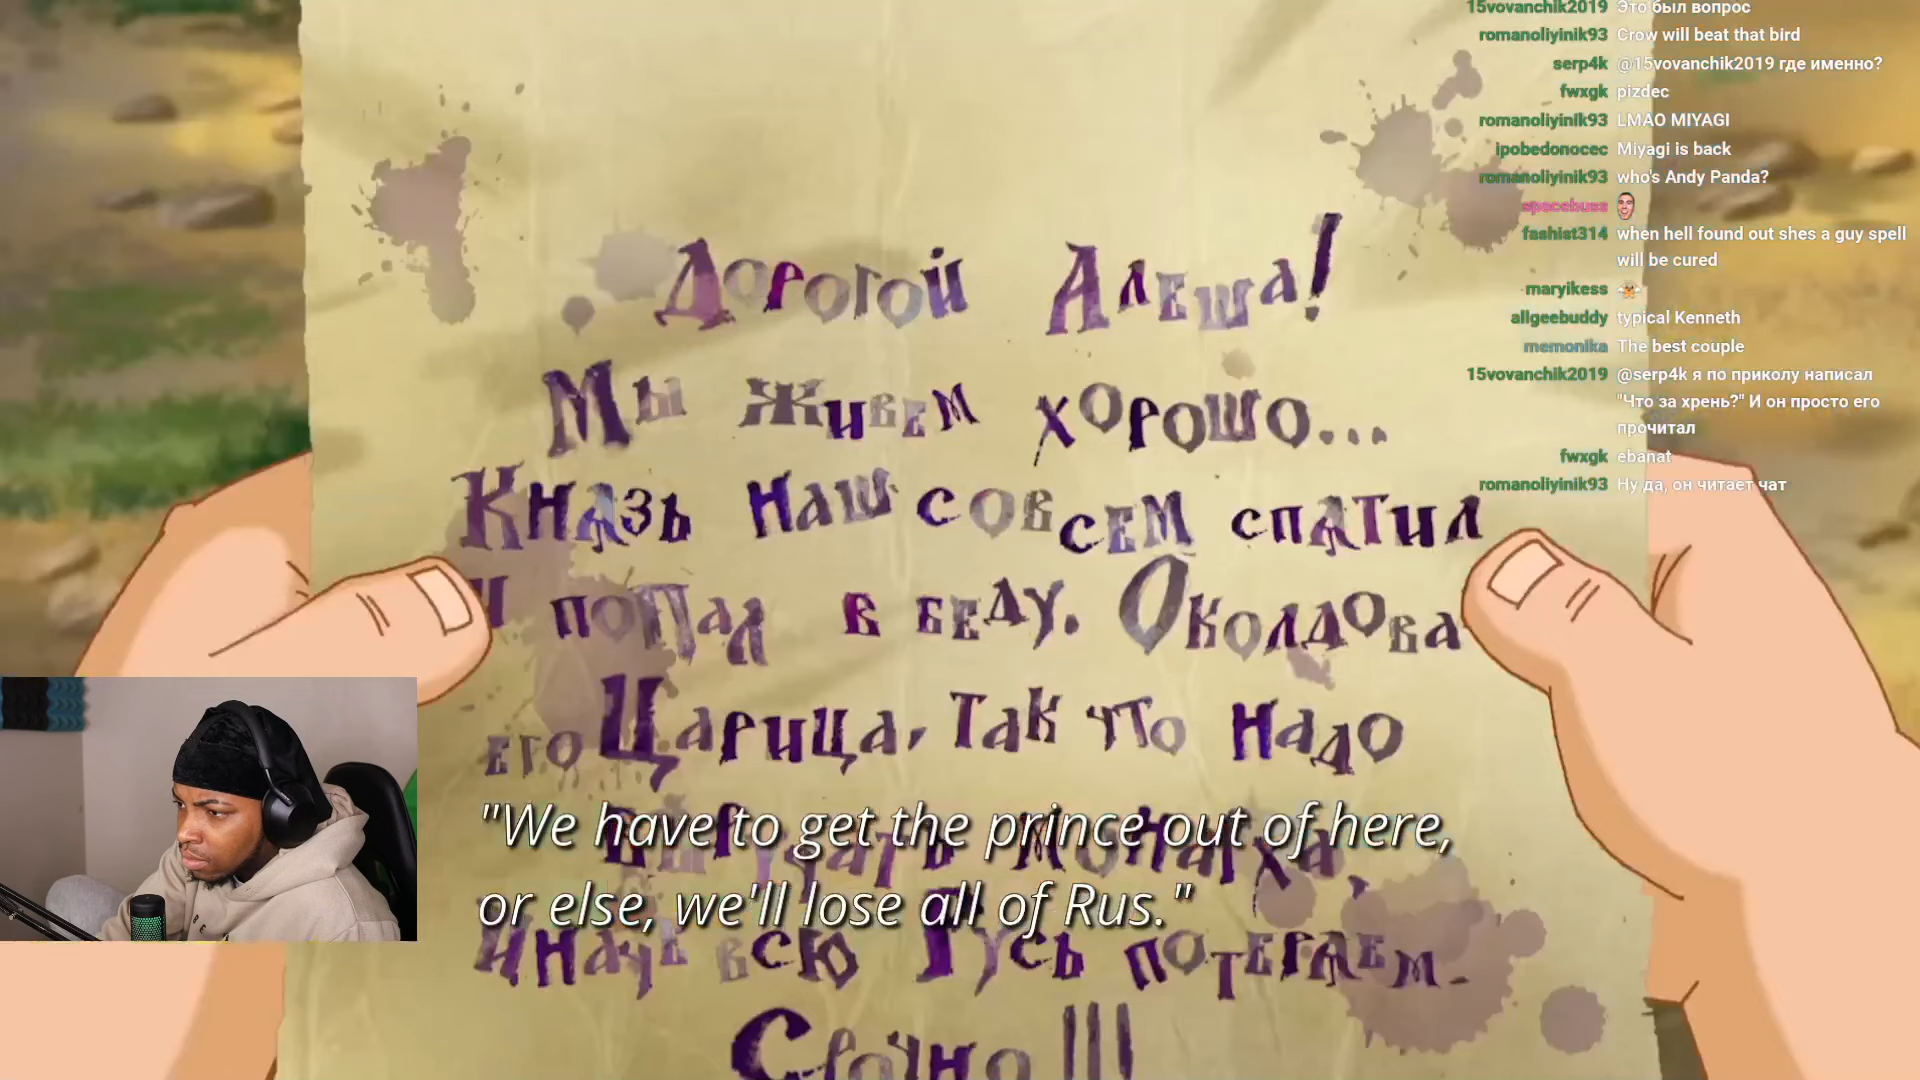 Дорогой Алеша!
Мы живем хорошо...
Князь наш совсем спатил
и попал в беду. Околдова
его Царица, так что надо
выручать монарха,
"We have to get the prince out of here,
or else, we'll lose all of Rus."
иначе всю Русь потеряем.
Срочно!!!
15vovanchik2019 Это был вопрос
romanoliyinik93 Crow will beat that bird
serp4k @15vovanchik2019 где именно?
fwxgk pizdec
romanoliyinik93 LMAO MIYAGI
ipobedonocec Miyagi is back
romanoliyinik93 who's Andy Panda?
spacebuss
fashist314 when hell found out shes a guy spell
will be cured
maryikess
allgeebuddy typical Kenneth
memonika The best couple
15vovanchik2019 @serp4k я по приколу написал
"Что за хрень?" И он просто его
прочитал
fwxgk ebanat
romanoliyinik93 Ну да, он читает чат